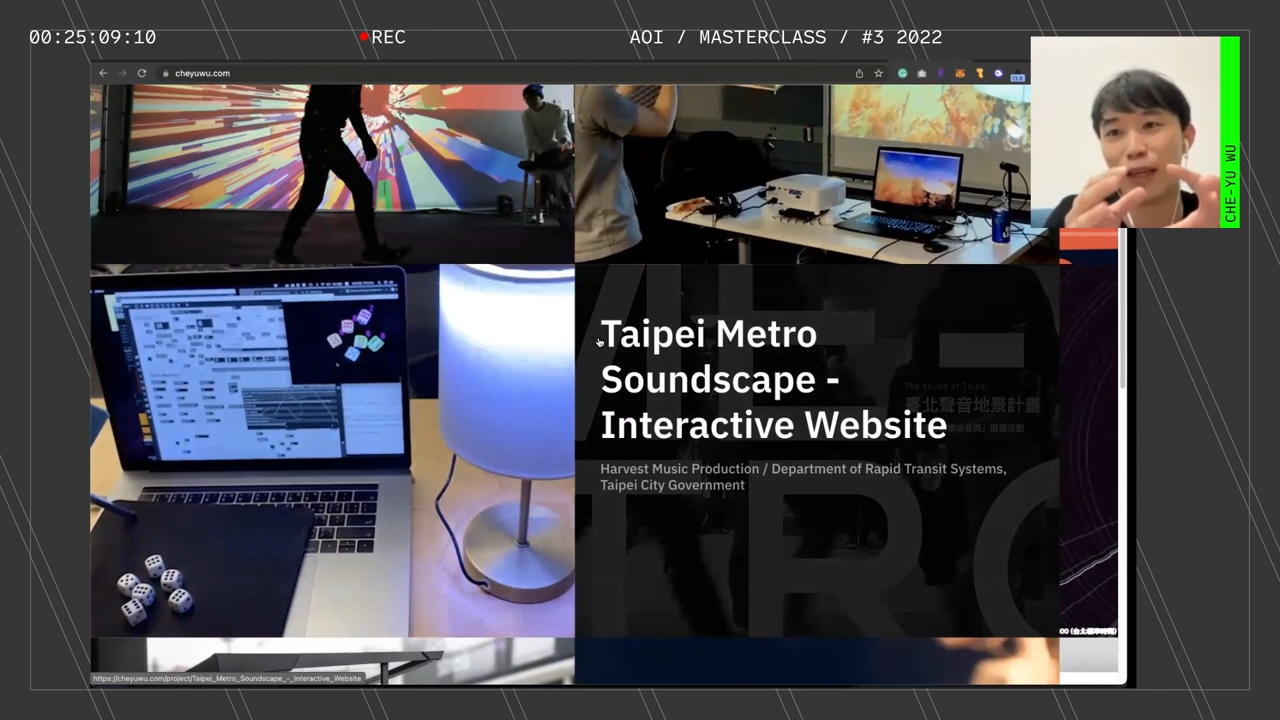 00:25:09:10
REC
AOI / MASTERCLASS / #3 2022
cheyuwu.com
CHE-YU WU
Taipei Metro
Soundscape -
Interactive Website
The sound of Taipei
臺北聲音地景計畫
Harvest Music Production / Department of Rapid Transit Systems,
Taipei City Government
METRO
https://cheyuwu.com/project/Taipei_Metro_Soundscape_-_Interactive_Website